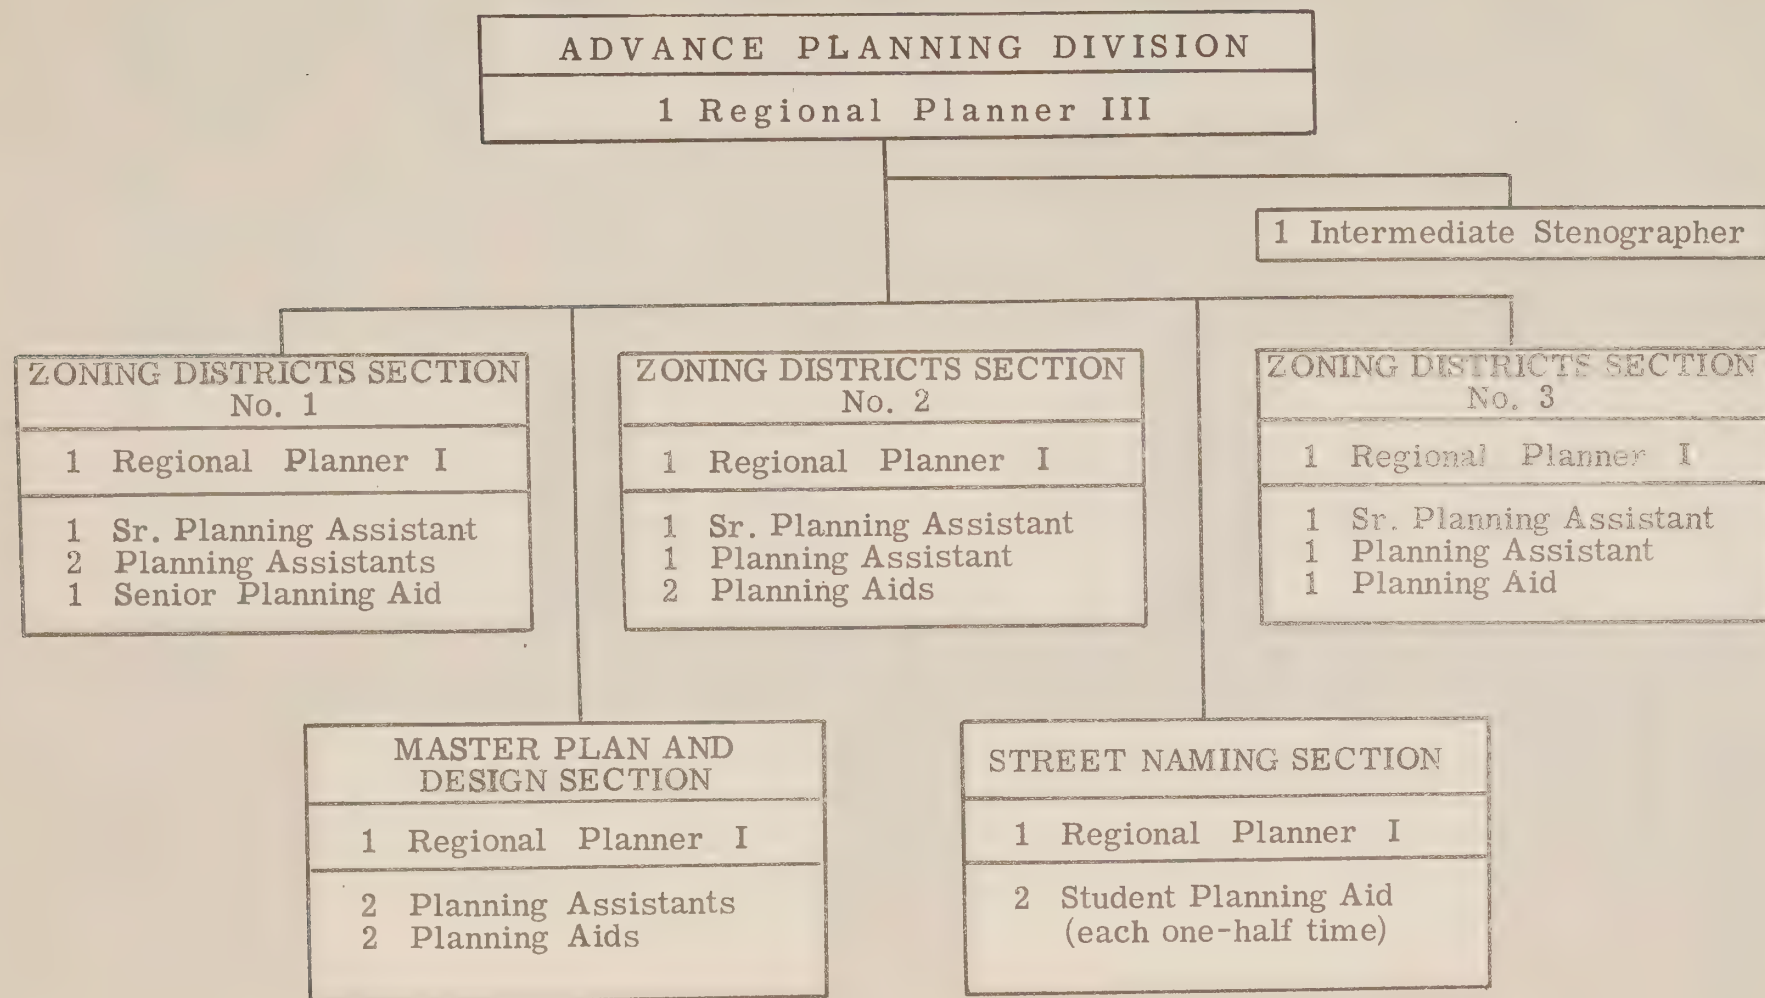 ADVANCE PLANNING DIVISION
1 Regional Planner III
1 Intermediate Stenographer
ZONING DISTRICTS SECTION
No. 1
1 Regional Planner I
1 Sr. Planning Assistant
2 Planning Assistants
1 Senior Planning Aid
ZONING DISTRICTS SECTION
No. 2
1 Regional Planner I
1 Sr. Planning Assistant
1 Planning Assistant
2 Planning Aids
ZONING DISTRICTS SECTION
No. 3
1 Regional Planner I
1 Sr. Planning Assistant
1 Planning Assistant
1 Planning Aid
MASTER PLAN AND
DESIGN SECTION
1 Regional Planner I
2 Planning Assistants
2 Planning Aids
STREET NAMING SECTION
1 Regional Planner I
2 Student Planning Aid
(each one-half time)